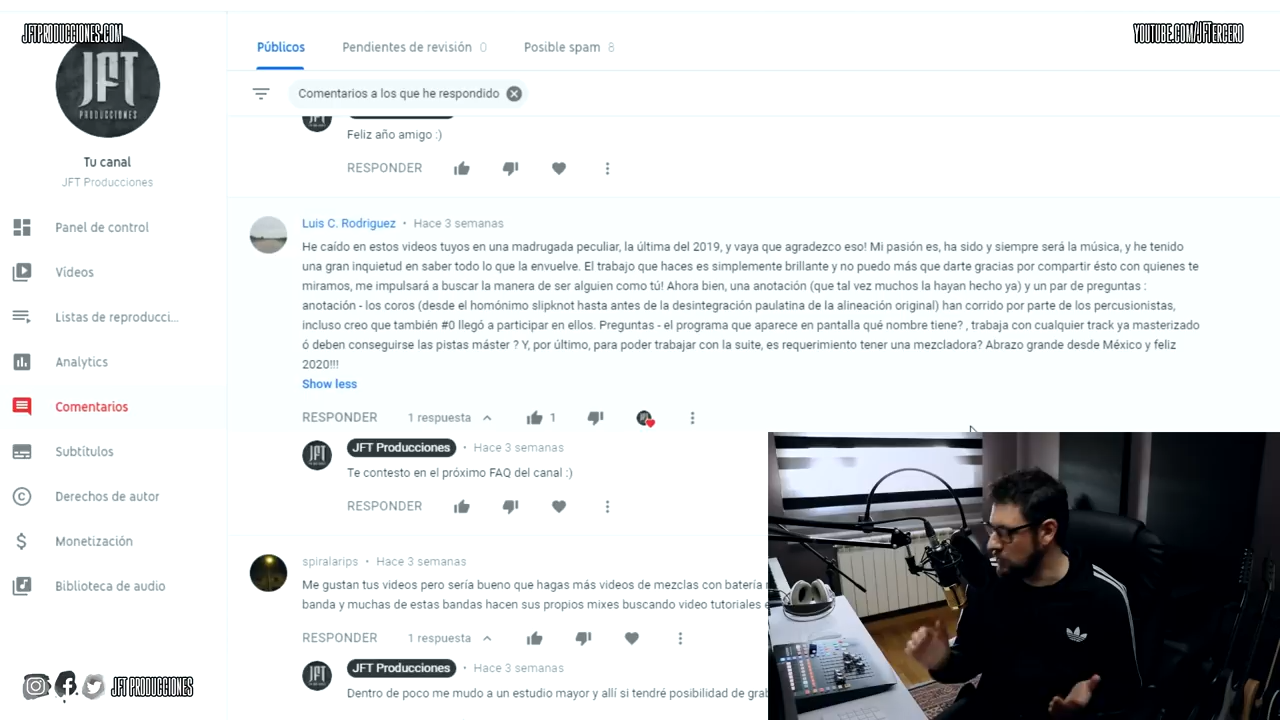 JFTPRODUCCIONES.COM
YOUTUBE.COM/JFTERCERO
JFT
PRODUCCIONES
Tu canal
JFT Producciones
Panel de control
Vídeos
Listas de reproducci...
Analytics
Comentarios
Subtítulos
Derechos de autor
Monetización
Biblioteca de audio
JFT PRODUCCIONES
Públicos
Pendientes de revisión 0
Posible spam 8
Comentarios a los que he respondido
Feliz año amigo :)
RESPONDER
Luis C. Rodriguez • Hace 3 semanas
He caído en estos videos tuyos en una madrugada peculiar, la última del 2019, y vaya que agradezco eso! Mi pasión es, ha sido y siempre será la música, y he tenido
una gran inquietud en saber todo lo que la envuelve. El trabajo que haces es simplemente brillante y no puedo más que darte gracias por compartir ésto con quienes te
miramos, me impulsará a buscar la manera de ser alguien como tú! Ahora bien, una anotación (que tal vez muchos la hayan hecho ya) y un par de preguntas :
anotación - los coros (desde el homónimo slipknot hasta antes de la desintegración paulatina de la alineación original) han corrido por parte de los percusionistas,
incluso creo que también #0 llegó a participar en ellos. Preguntas - el programa que aparece en pantalla qué nombre tiene? , trabaja con cualquier track ya masterizado
ó deben conseguirse las pistas máster ? Y, por último, para poder trabajar con la suite, es requerimiento tener una mezcladora? Abrazo grande desde México y feliz
2020!!!
Show less
RESPONDER 1 respuesta 1
JFT Producciones • Hace 3 semanas
Te contesto en el próximo FAQ del canal :)
RESPONDER
spiralarips • Hace 3 semanas
Me gustan tus videos pero sería bueno que hagas más videos de mezclas con batería
banda y muchas de estas bandas hacen sus propios mixes buscando video tutoriales
RESPONDER 1 respuesta
JFT Producciones • Hace 3 semanas
Dentro de poco me mudo a un estudio mayor y allí si tendré posibilidad de